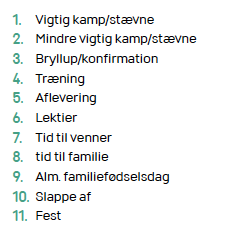 1. Vigtig kamp/stævne
2. Mindre vigtig kamp/stævne
3. Bryllup/konfirmation
4. Træning
5. Aflevering
6. Lektier
7. Tid til venner
8. tid til familie
9. Alm. familiefødselsdag
10. Slappe af
11. Fest